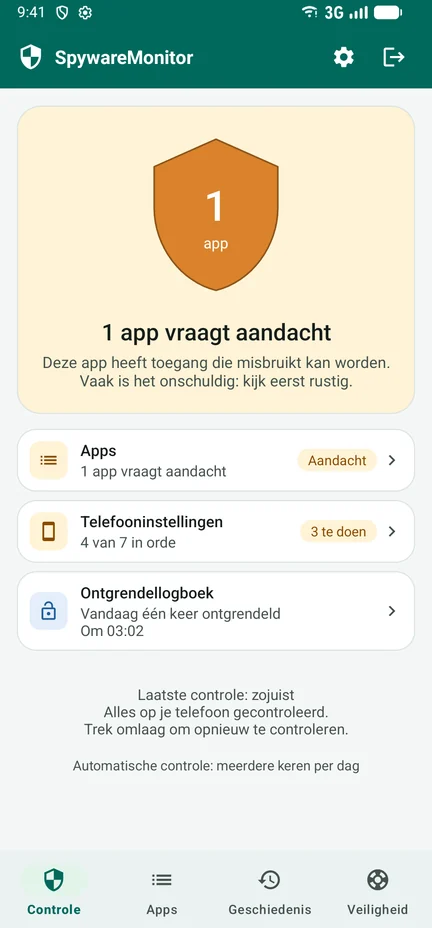 9:41
3G
SpywareMonitor
1
app
1 app vraagt aandacht
Deze app heeft toegang die misbruikt kan worden.
Vaak is het onschuldig: kijk eerst rustig.
Apps
1 app vraagt aandacht
Aandacht
Telefooninstellingen
4 van 7 in orde
3 te doen
Ontgrendellogboek
Vandaag één keer ontgrendeld
Om 03:02
Laatste controle: zojuist
Alles op je telefoon gecontroleerd.
Trek omlaag om opnieuw te controleren.
Automatische controle: meerdere keren per dag
Controle
Apps
Geschiedenis
Veiligheid